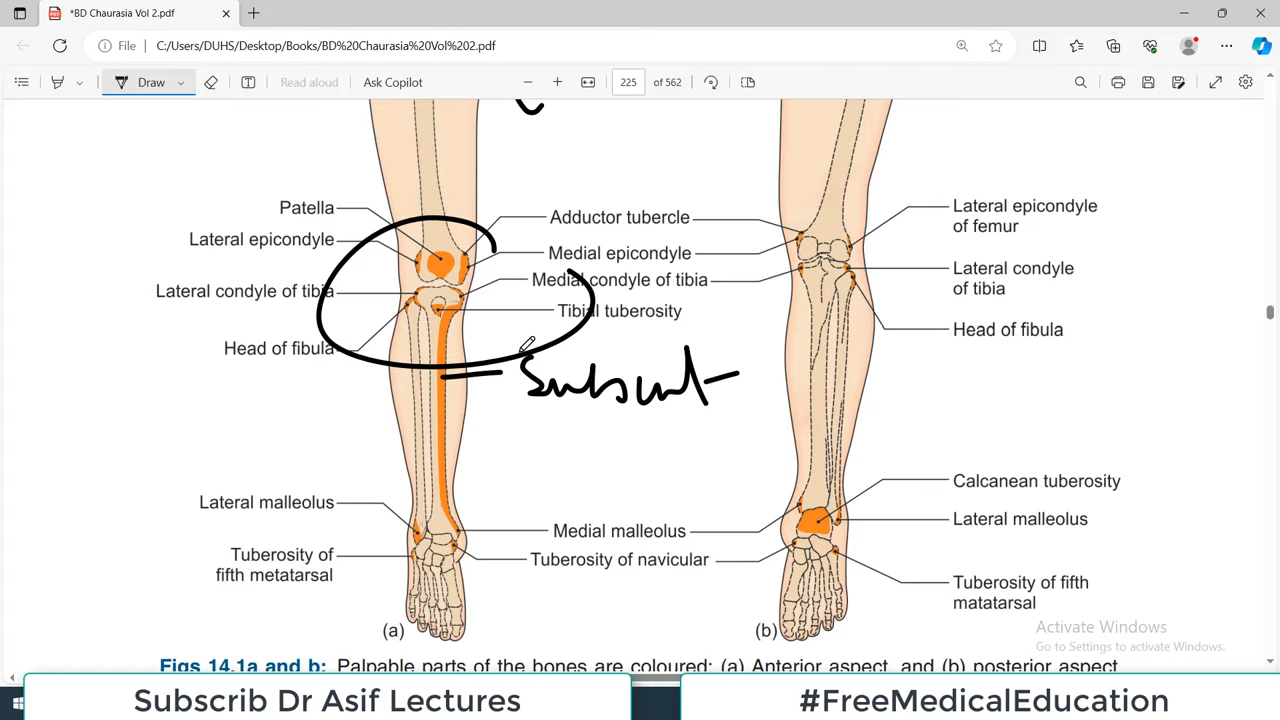 *BD Chaurasia Vol 2.pdf
File
C:/Users/DUHS/Desktop/Books/BD%20Chaurasia%20Vol%202.pdf
Draw
Read aloud
Ask Copilot
225
of 562
Patella
Lateral epicondyle
Lateral condyle of tibia
Head of fibula
Lateral malleolus
Tuberosity of
fifth metatarsal
Adductor tubercle
Medial epicondyle
Medial condyle of tibia
Tibial tuberosity
Subcut
Medial malleolus
Tuberosity of navicular
Lateral epicondyle
of femur
Lateral condyle
of tibia
Head of fibula
Calcanean tuberosity
Lateral malleolus
Tuberosity of fifth
matatarsal
(a)
(b)
Activate Windows
Go to Settings to activate Windows.
Figs 14.1a and b: Palpable parts of the bones are coloured: (a) Anterior aspect, and (b) posterior aspect
Subscrib Dr Asif Lectures
#FreeMedicalEducation